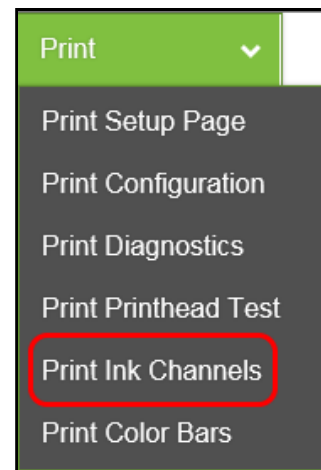 Print
Print Setup Page
Print Configuration
Print Diagnostics
Print Printhead Test
Print Ink Channels
Print Color Bars